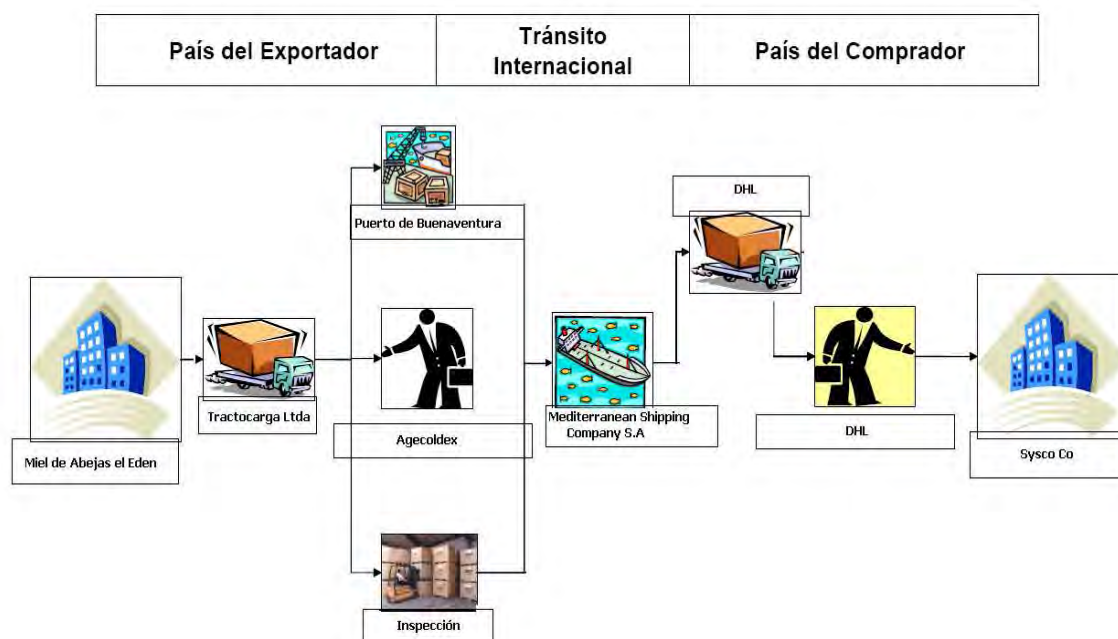 País del Exportador
Tránsito
Internacional
País del Comprador
DHL
Puerto de Buenaventura
Tractocarga Ltda
Mediterranean Shipping
Company S.A
Agecoldex
DHL
Miel de Abejas el Eden
Sysco Co
Inspección